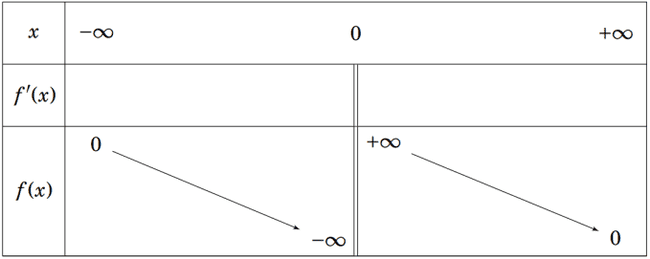 x −∞ 0 +∞
f′(x)
f(x) 0 −∞ +∞ 0